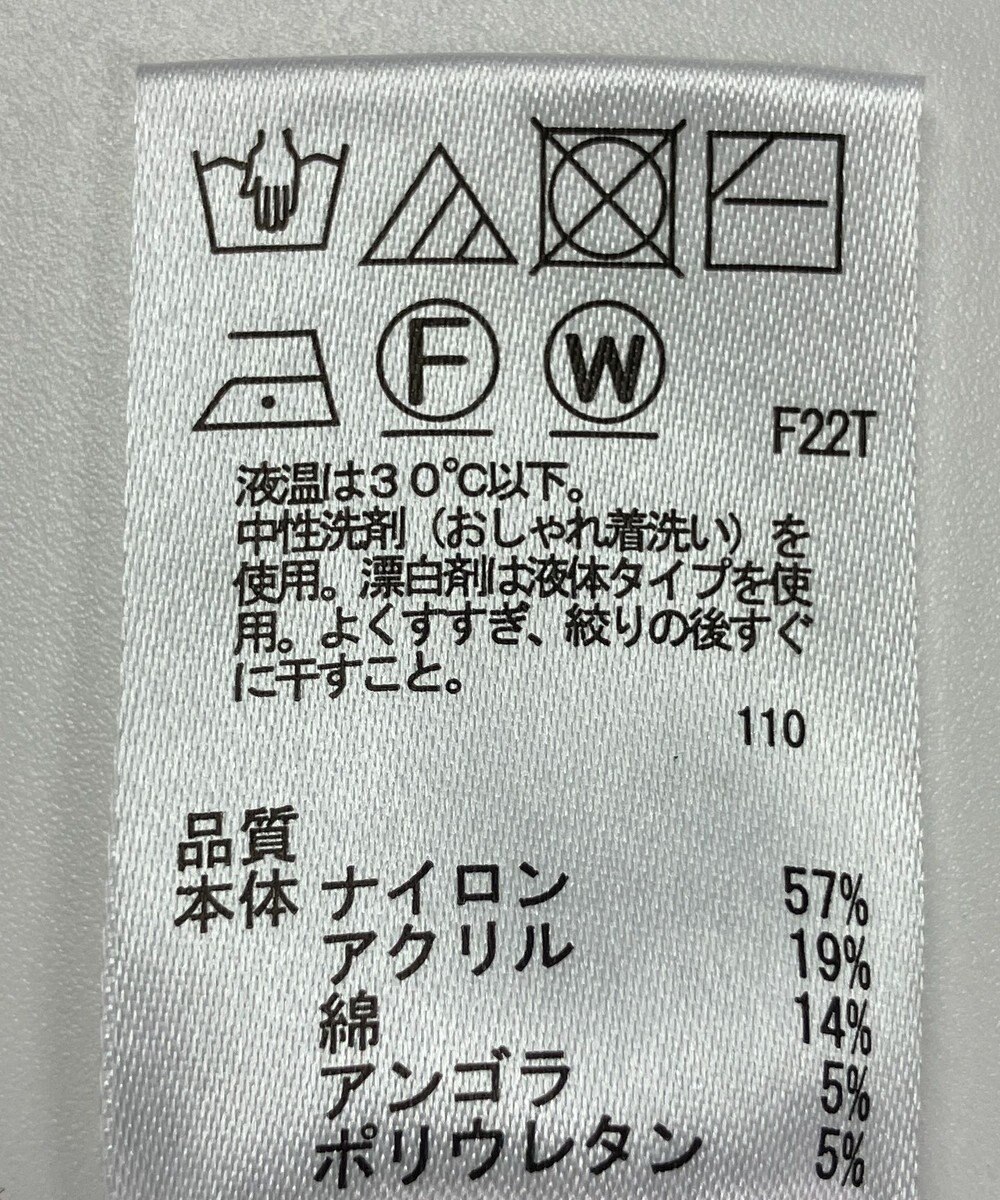 F
W
F22T
液温は30℃以下。
中性洗剤（おしゃれ着洗い）を
使用。漂白剤は液体タイプを使
用。よくすすぎ、絞りの後すぐ
に干すこと。
110
品質
本体 ナイロン 57%
アクリル 19%
綿 14%
アンゴラ 5%
ポリウレタン 5%